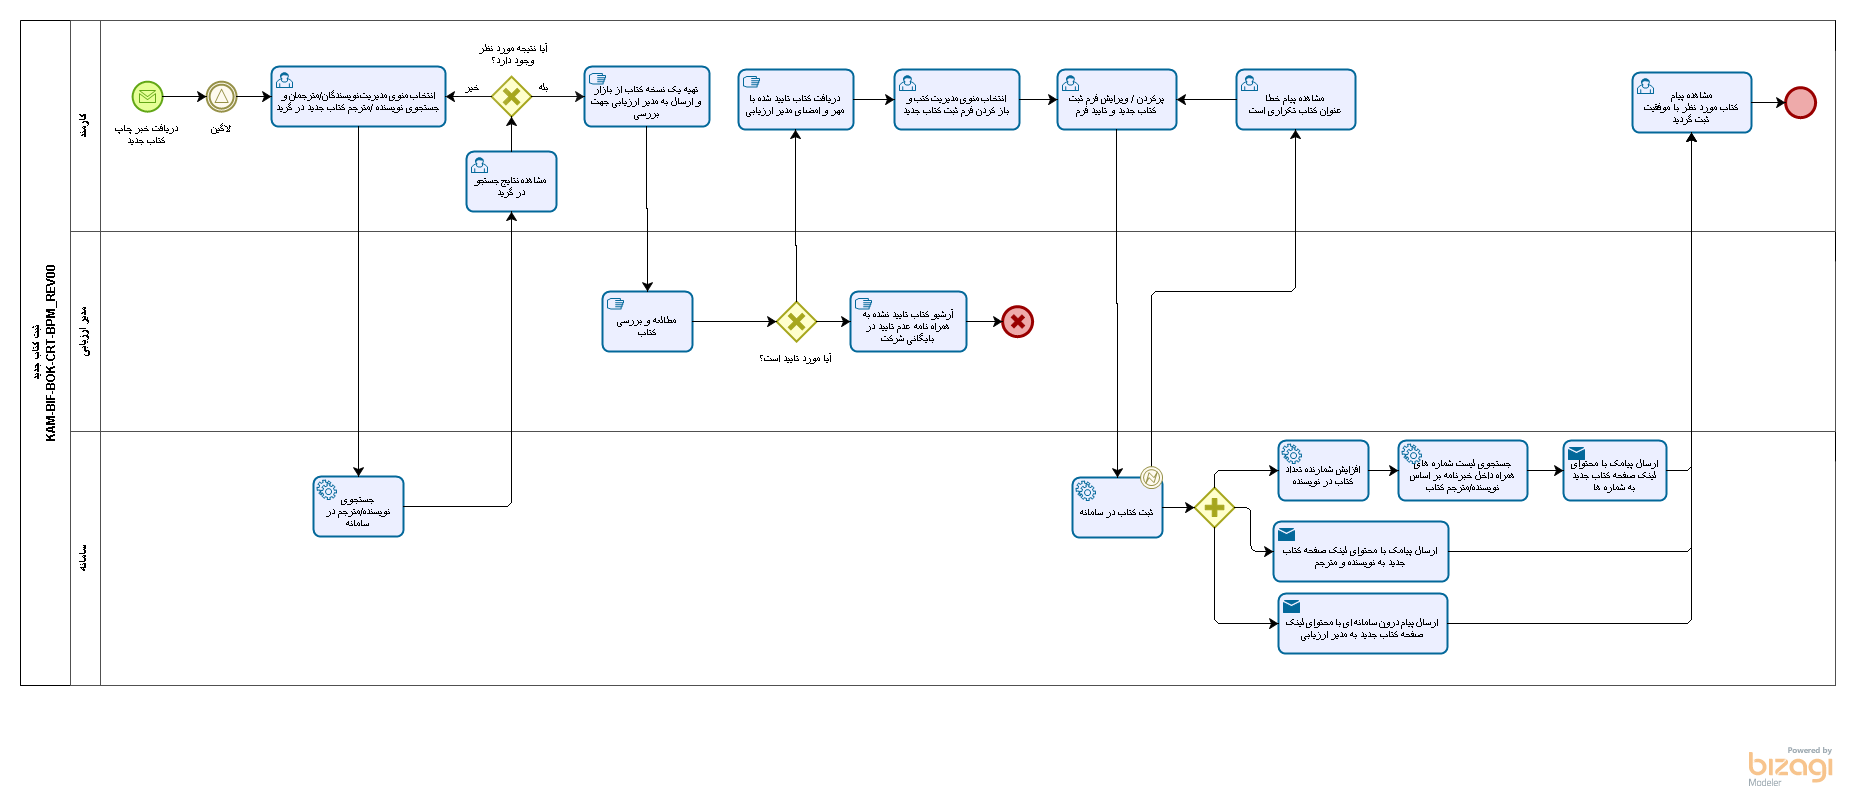 ثبت کتاب جدید
KAM-BIF-BOK-CRT-BPM_REV00
کارمند
دریافت خبر چاپ
کتاب جدید
لاگین
انتخاب منوی مدیریت نویسندگان/مترجمان و
جستجوی نویسنده /مترجم کتاب جدید در گرید
خیر
آیا نتیجه مورد نظر
وجود دارد؟
بله
مشاهده نتایج جستجو
در گرید
تهیه یک نسخه کتاب از بازار
و ارسال به مدیر ارزیابی جهت
بررسی
دریافت کتاب تایید شده با
مهر و امضای مدیر ارزیابی
انتخاب منوی مدیریت کتب و
باز کردن فرم ثبت کتاب جدید
پرکردن / ویرایش فرم ثبت
کتاب جدید و تایید فرم
مشاهده پیام خطا
عنوان کتاب تکراری است
مشاهده پیام
کتاب مورد نظر با موفقیت
ثبت گردید
مدیر ارزیابی
مطالعه و بررسی
کتاب
آیا مورد تایید است؟
آرشیو کتاب تایید نشده به
همراه نامه عدم تایید در
بایگانی شرکت
سامانه
جستجوی
نویسنده/مترجم در
سامانه
ثبت کتاب در سامانه
افزایش شمارنده تعداد
کتاب در نویسنده
جستجوی لیست شماره های
همراه داخل خبرنامه بر اساس
نویسنده/مترجم کتاب
ارسال پیامک با محتوای
لینک صفحه کتاب جدید
به شماره ها
ارسال پیامک با محتوای لینک صفحه کتاب
جدید به نویسنده و مترجم
ارسال پیام درون سامانه ای با محتوای لینک
صفحه کتاب جدید به مدیر ارزیابی
Powered by
bizagi
Modeler